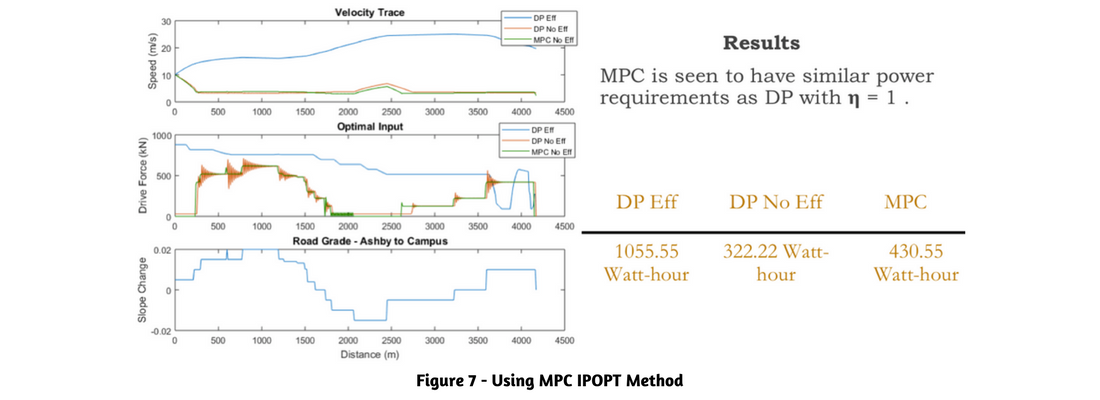 Velocity Trace
30
20
10
0
Speed (m/s)
DP Eff
DP No Eff
MPC No Eff
0 500 1000 1500 2000 2500 3000 3500 4000 4500
Optimal Input
1000
500
0
Drive Force (kN)
DP Eff
DP No Eff
MPC No Eff
0 500 1000 1500 2000 2500 3000 3500 4000 4500
Road Grade - Ashby to Campus
0.02
0
-0.02
Slope Change
0 500 1000 1500 2000 2500 3000 3500 4000 4500
Distance (m)
Results
MPC is seen to have similar power
requirements as DP with η = 1 .
DP Eff DP No Eff MPC
1055.55 322.22 Watt- 430.55
Watt-hour hour Watt-hour
Figure 7 - Using MPC IPOPT Method